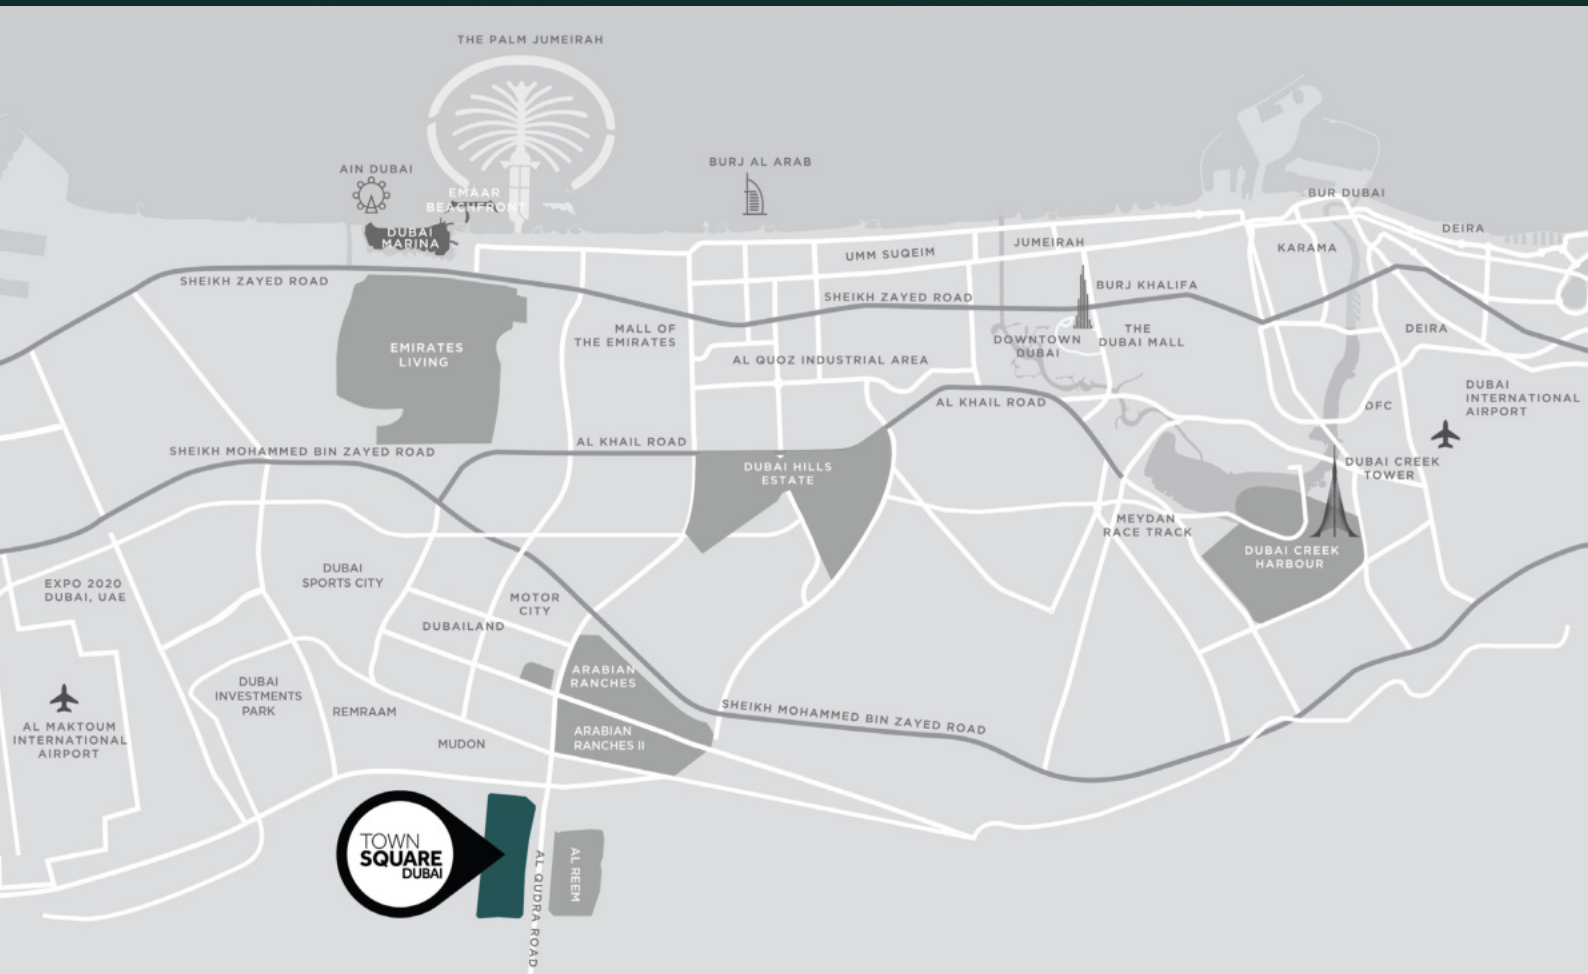 THE PALM JUMEIRAH
AIN DUBAI
EMAAR
BEACHFRONT
BURJ AL ARAB
BUR DUBAI
DUBAI
MARINA
DEIRA
UMM SUQEIM
JUMEIRAH
KARAMA
SHEIKH ZAYED ROAD
SHEIKH ZAYED ROAD
BURJ KHALIFA
MALL OF
THE EMIRATES
DOWNTOWN
DUBAI
THE
DUBAI MALL
DEIRA
EMIRATES
LIVING
AL QUOZ INDUSTRIAL AREA
DUBAI
INTERNATIONAL
AIRPORT
AL KHAIL ROAD
DFC
SHEIKH MOHAMMED BIN ZAYED ROAD
AL KHAIL ROAD
DUBAI HILLS
ESTATE
DUBAI CREEK
TOWER
MEYDAN
RACE TRACK
DUBAI CREEK
HARBOUR
EXPO 2020
DUBAI, UAE
DUBAI
SPORTS CITY
MOTOR
CITY
DUBAILAND
ARABIAN
RANCHES
DUBAI
INVESTMENTS
PARK
REMRAAM
SHEIKH MOHAMMED BIN ZAYED ROAD
AL MAKTOUM
INTERNATIONAL
AIRPORT
MUDON
ARABIAN
RANCHES II
TOWN
SQUARE
DUBAI
AL QUDRA ROAD
AL REEM